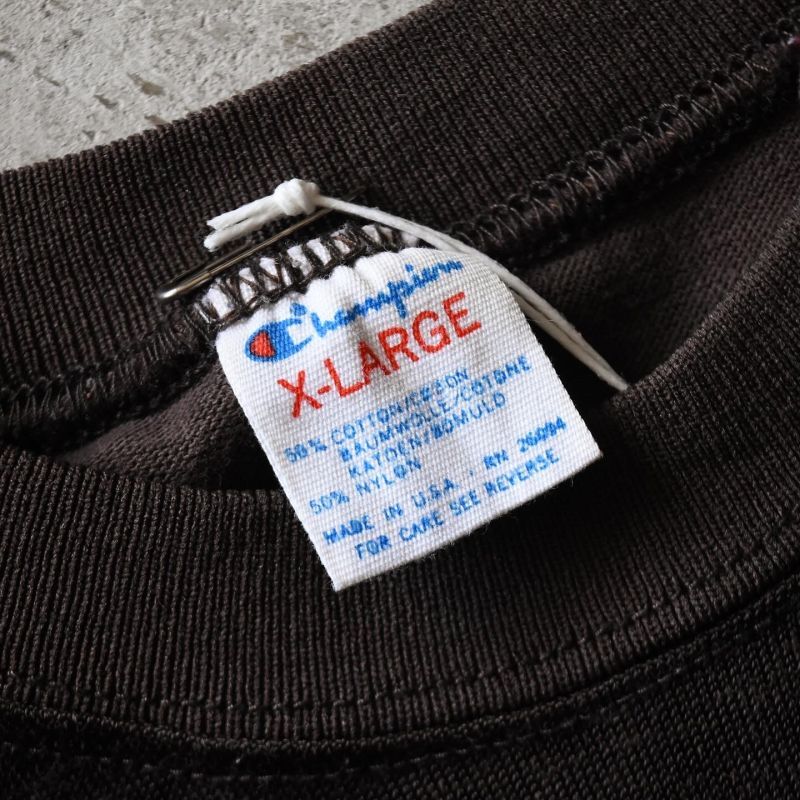 Champion
X-LARGE
50% COTTON/COTON
BAUMWOLLE/COTONE
KATOEN/BOMULD
50% NYLON
MADE IN U.S.A. · RN 26094
FOR CARE SEE REVERSE